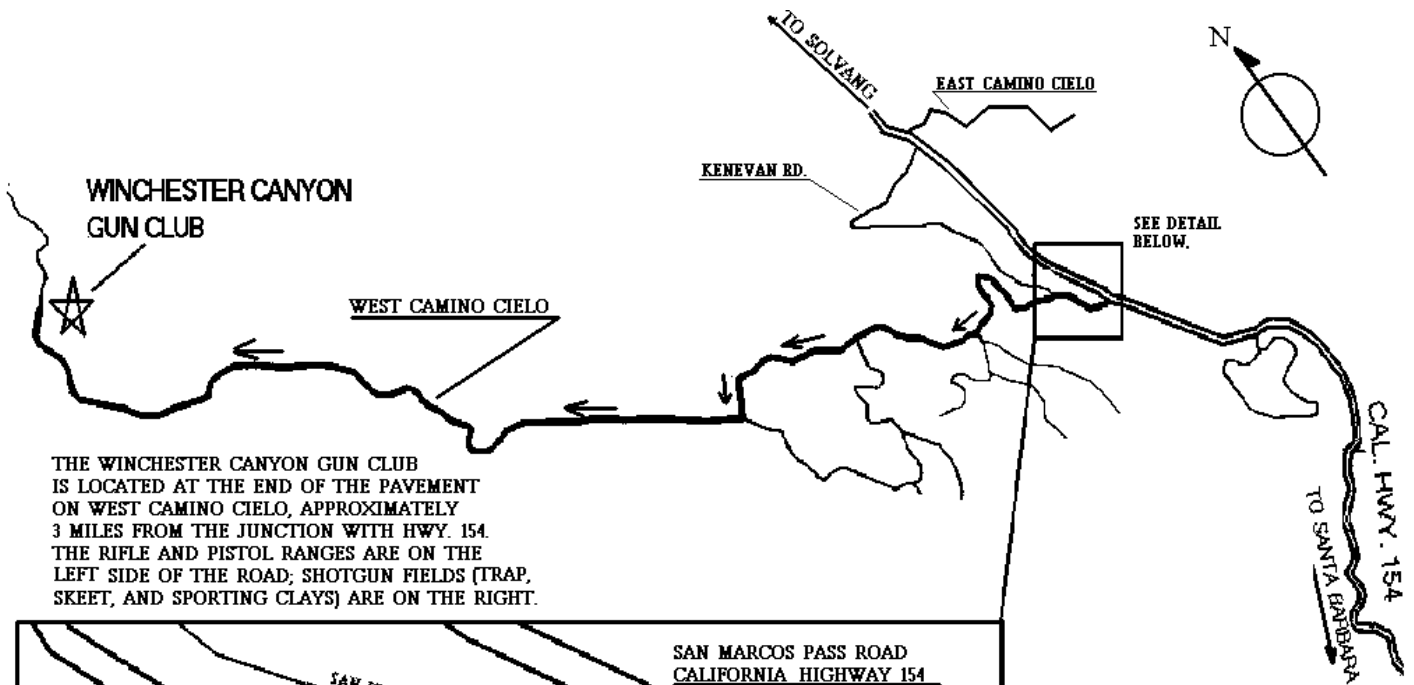 TO SOLVANG
N
EAST CAMINO CIELO
KENEVAN RD.
WINCHESTER CANYON
GUN CLUB
SEE DETAIL
BELOW.
WEST CAMINO CIELO
CAL. HWY. 154
TO SANTA BARBARA
THE WINCHESTER CANYON GUN CLUB
IS LOCATED AT THE END OF THE PAVEMENT
ON WEST CAMINO CIELO, APPROXIMATELY
3 MILES FROM THE JUNCTION WITH HWY. 154.
THE RIFLE AND PISTOL RANGES ARE ON THE
LEFT SIDE OF THE ROAD; SHOTGUN FIELDS (TRAP,
SKEET, AND SPORTING CLAYS) ARE ON THE RIGHT.
SAN MARCOS PASS ROAD
CALIFORNIA HIGHWAY 154
SAN